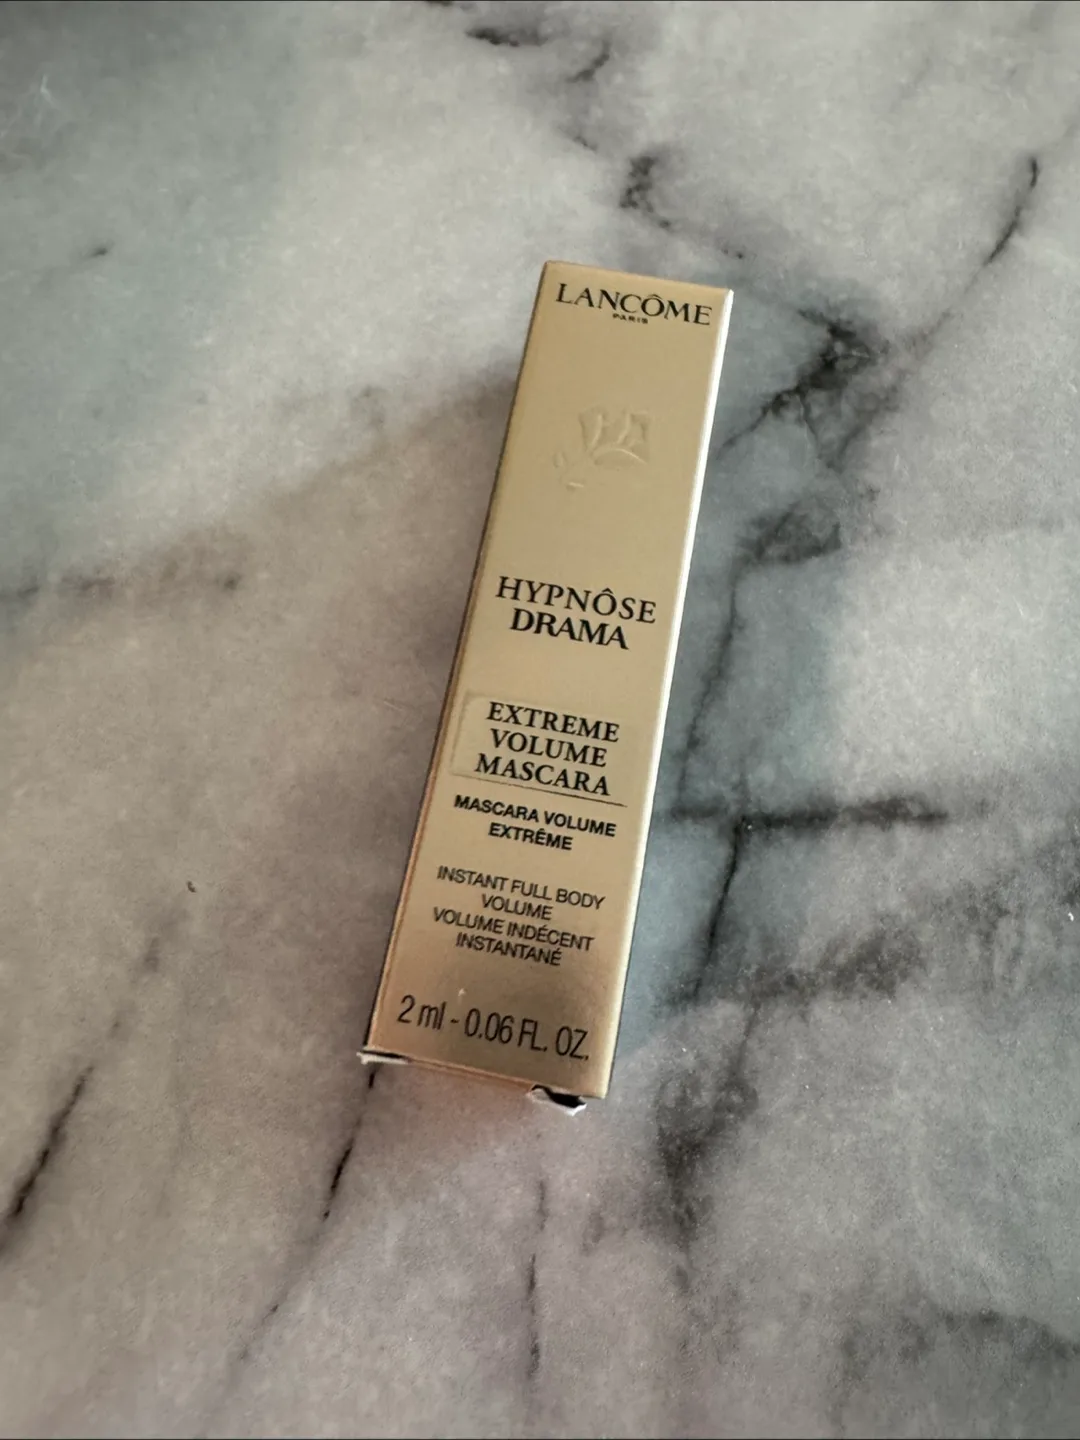 LANCÔME
PARIS
HYPNÔSE
DRAMA
EXTREME
VOLUME
MASCARA
MASCARA VOLUME
EXTRÊME
INSTANT FULL BODY
VOLUME
VOLUME INDÉCENT
INSTANTANÉ
2 ml - 0.06 FL. OZ.